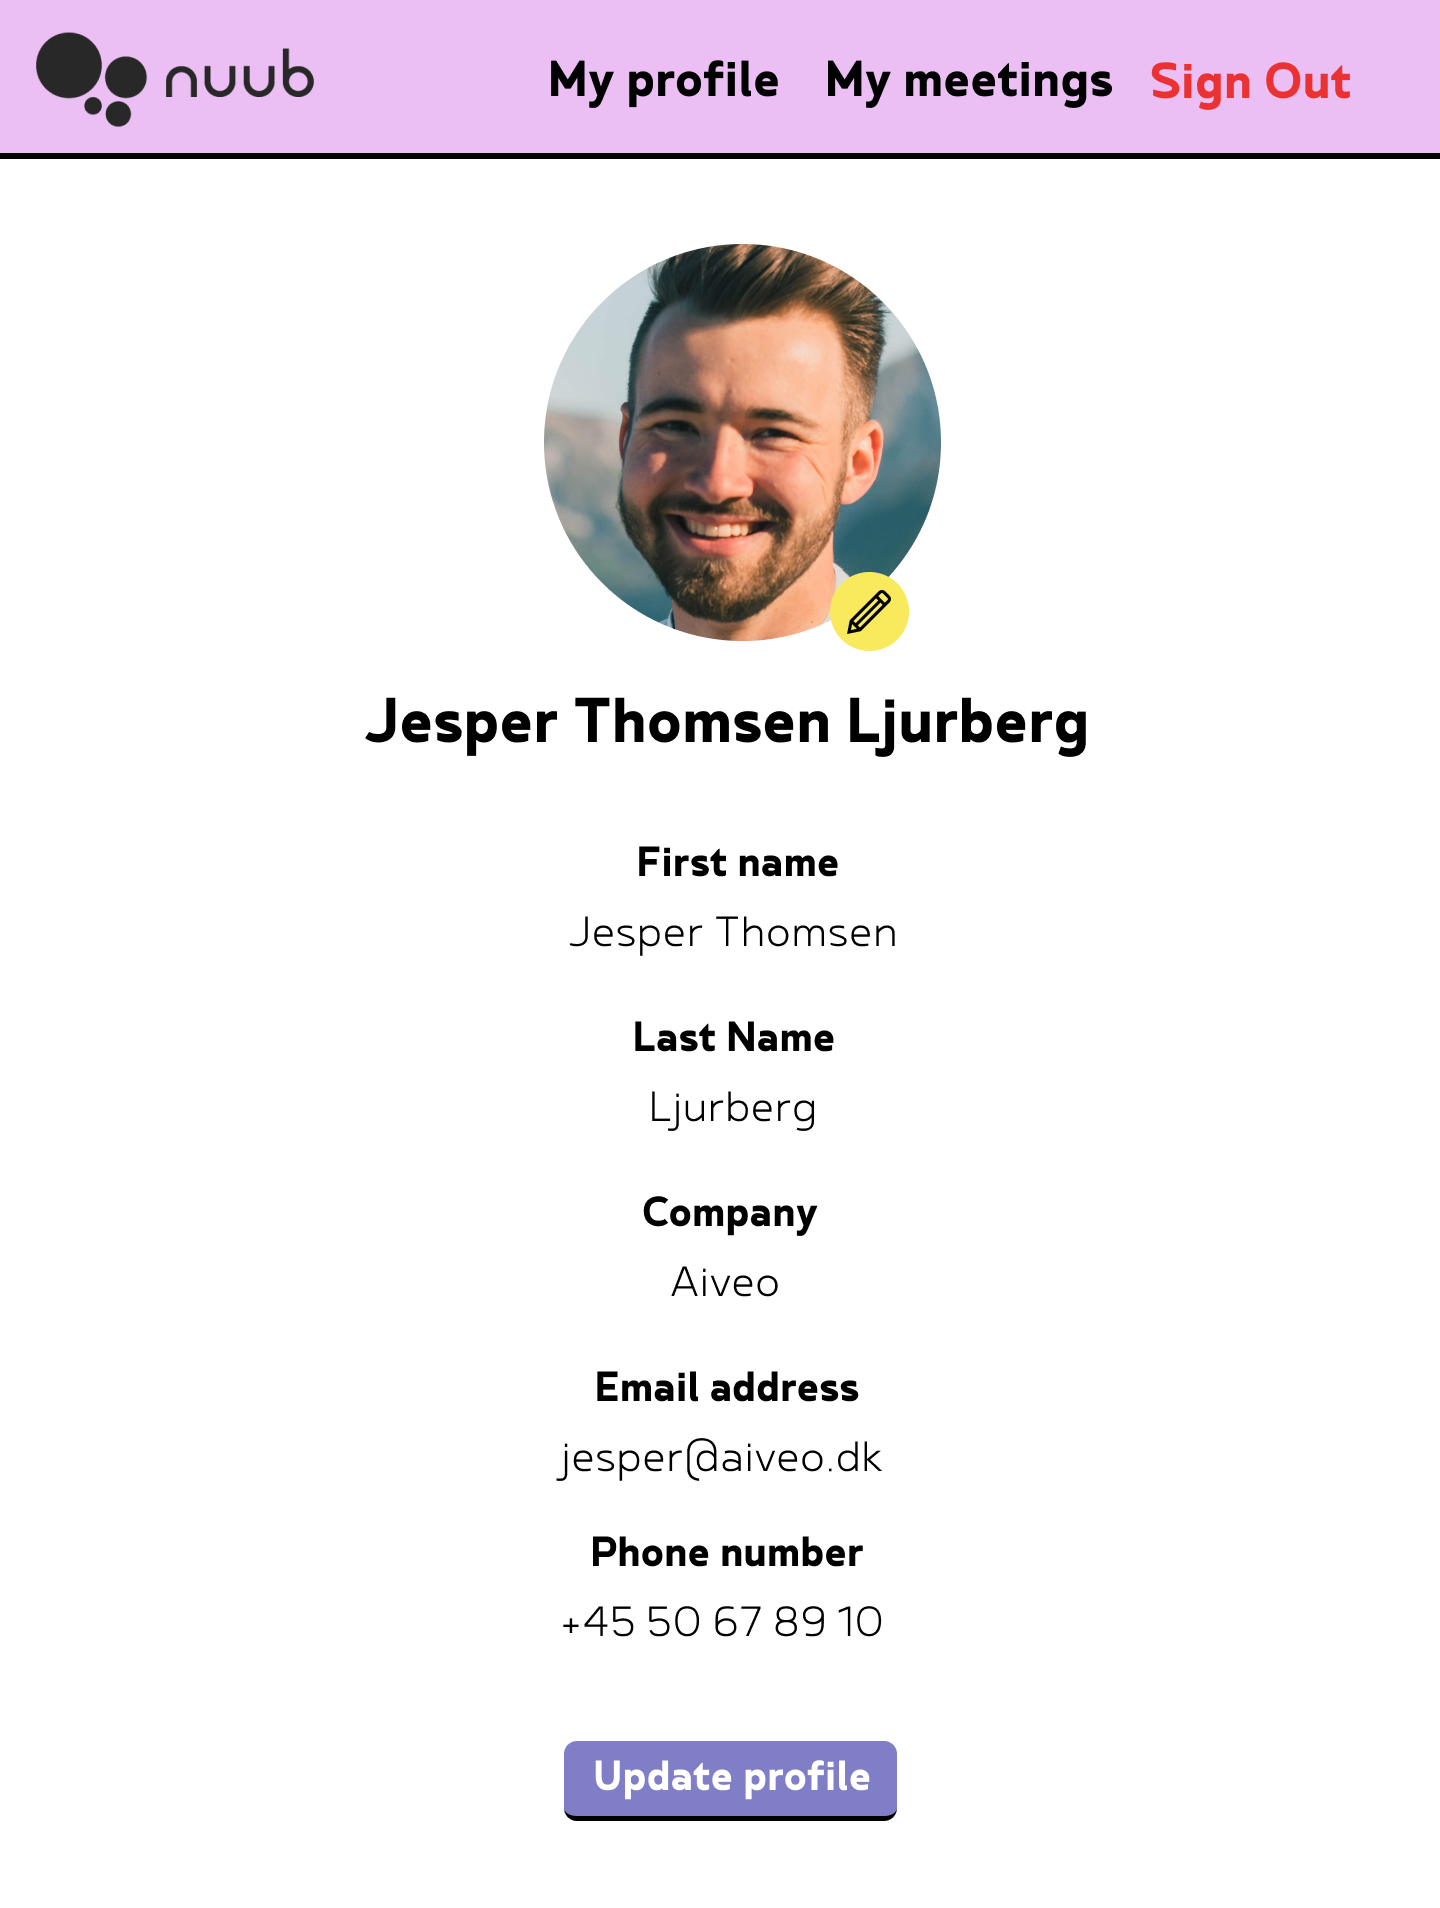 nuub
My profile My meetings Sign Out
Jesper Thomsen Ljurberg
First name
Jesper Thomsen
Last Name
Ljurberg
Company
Aiveo
Email address
jesper@aiveo.dk
Phone number
+45 50 67 89 10
Update profile